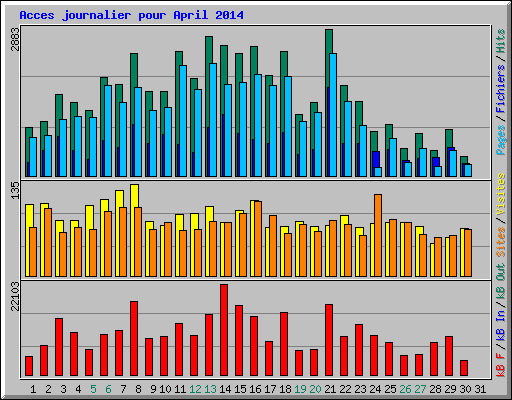 Acces journalier pour April 2014
2883
135
22103
Pages / Fichiers / Hits
Sites / Visites
kB F / kB In / kB Out
1 2 3 4 5 6 7 8 9 10 11 12 13 14 15 16 17 18 19 20 21 22 23 24 25 26 27 28 29 30 31